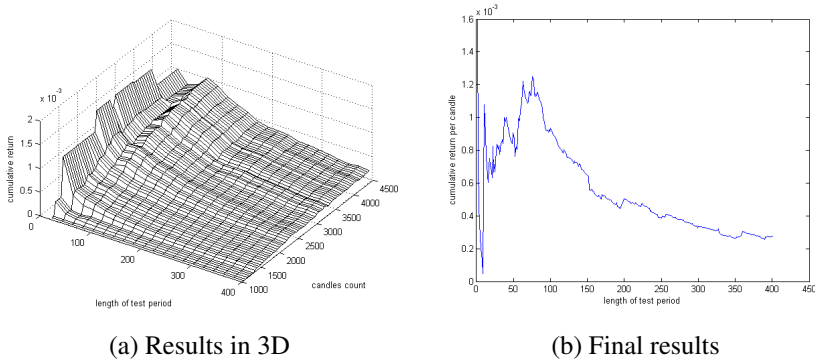 x 10⁻³
2
1.5
1
0.5
0
cumulative return
0
100
200
300
400
length of test period
1000
1500
2000
2500
3000
3500
4000
4500
candles count
(a) Results in 3D
x 10⁻³
1.6
1.4
1.2
1
0.8
0.6
0.4
0.2
0
cumulative return per candle
0 50 100 150 200 250 300 350 400 450
length of test period
(b) Final results